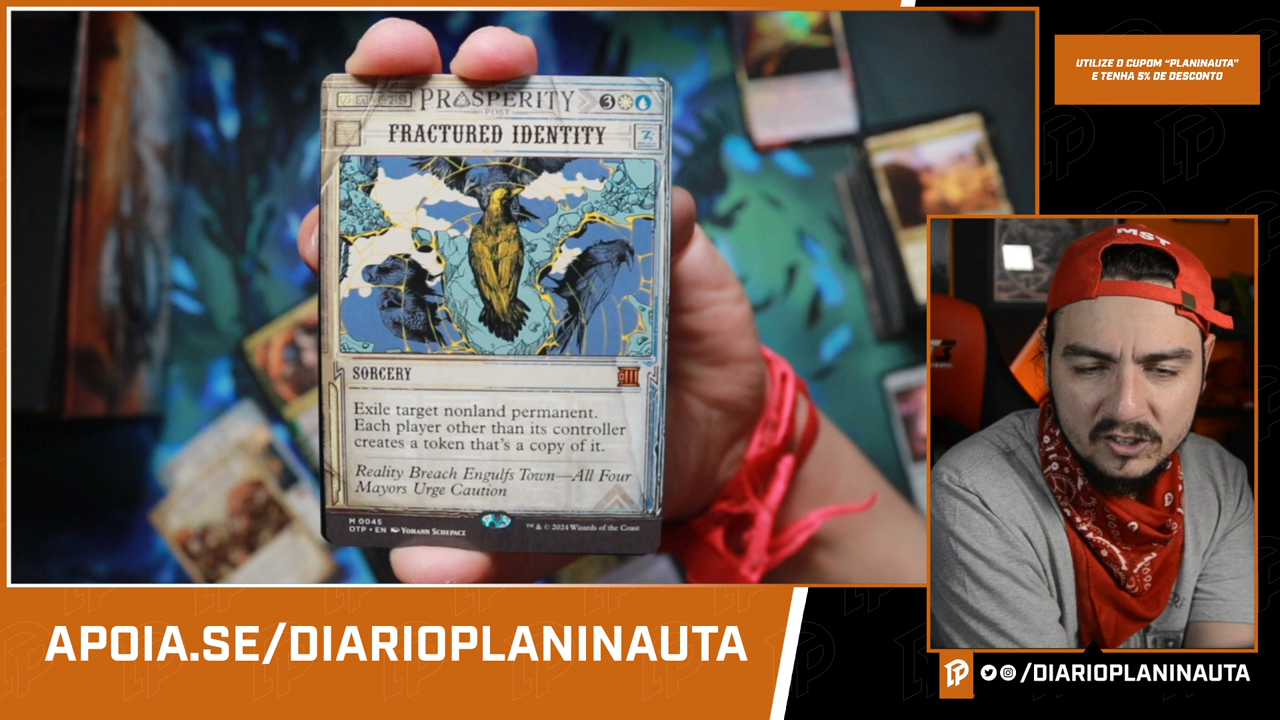 PROSPERITY
POST
3
FRACTURED IDENTITY
SORCERY
Exile target nonland permanent.
Each player other than its controller
creates a token that's a copy of it.
Reality Breach Engulfs Town—All Four
Mayors Urge Caution
M 0045
OTP • EN YOHANN SCHEPACZ
™ & © 2024 Wizards of the Coast
UTILIZE O CUPOM "PLANINAUTA"
E TENHA 5% DE DESCONTO
MST
APOIA.SE/DIARIOPLANINAUTA
/DIARIOPLANINAUTA